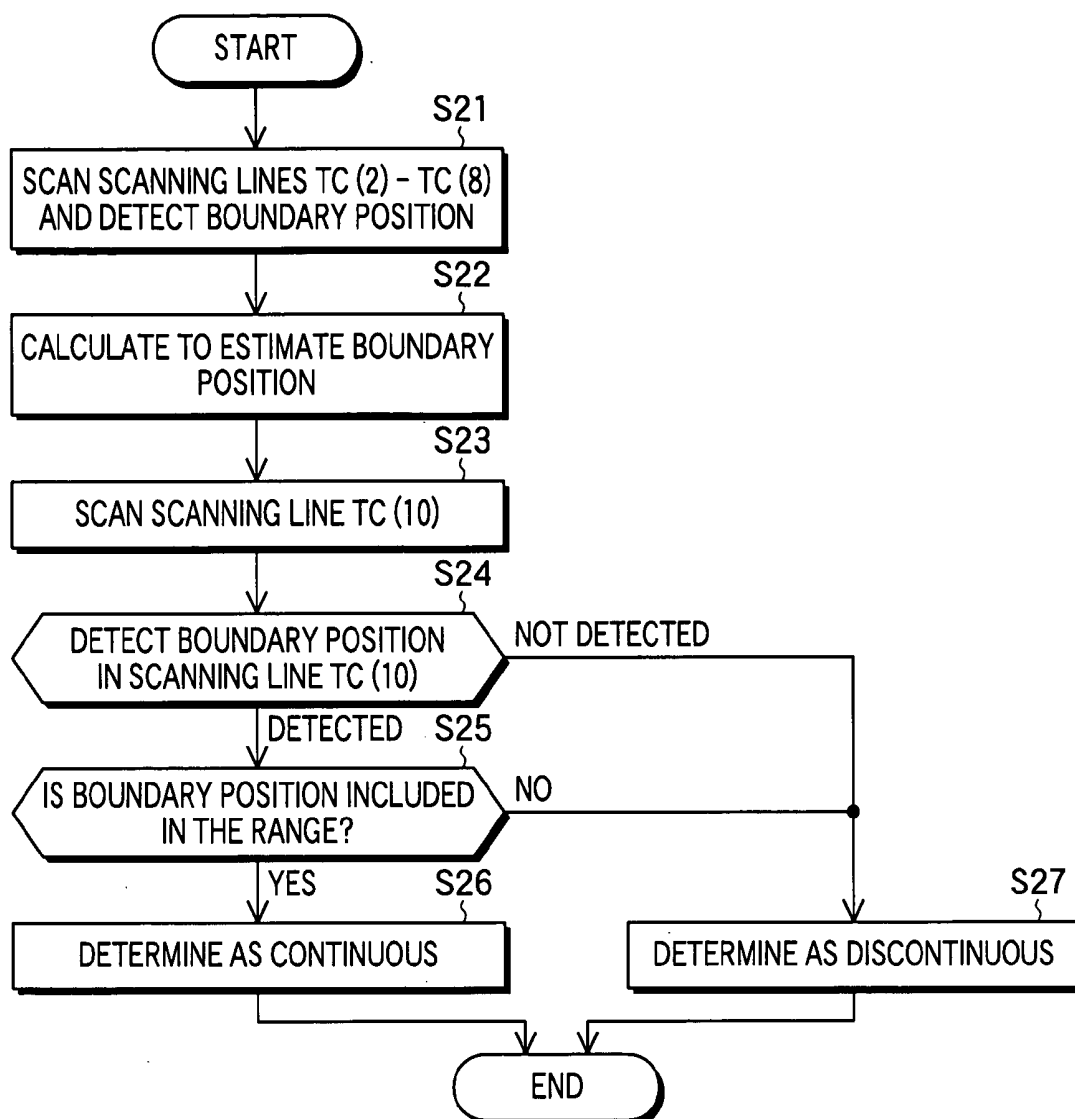 START
S21
SCAN SCANNING LINES TC (2) – TC (8)
AND DETECT BOUNDARY POSITION
S22
CALCULATE TO ESTIMATE BOUNDARY
POSITION
S23
SCAN SCANNING LINE TC (10)
S24
DETECT BOUNDARY POSITION
IN SCANNING LINE TC (10)
NOT DETECTED
DETECTED
S25
IS BOUNDARY POSITION INCLUDED
IN THE RANGE?
NO
YES
S26
DETERMINE AS CONTINUOUS
S27
DETERMINE AS DISCONTINUOUS
END